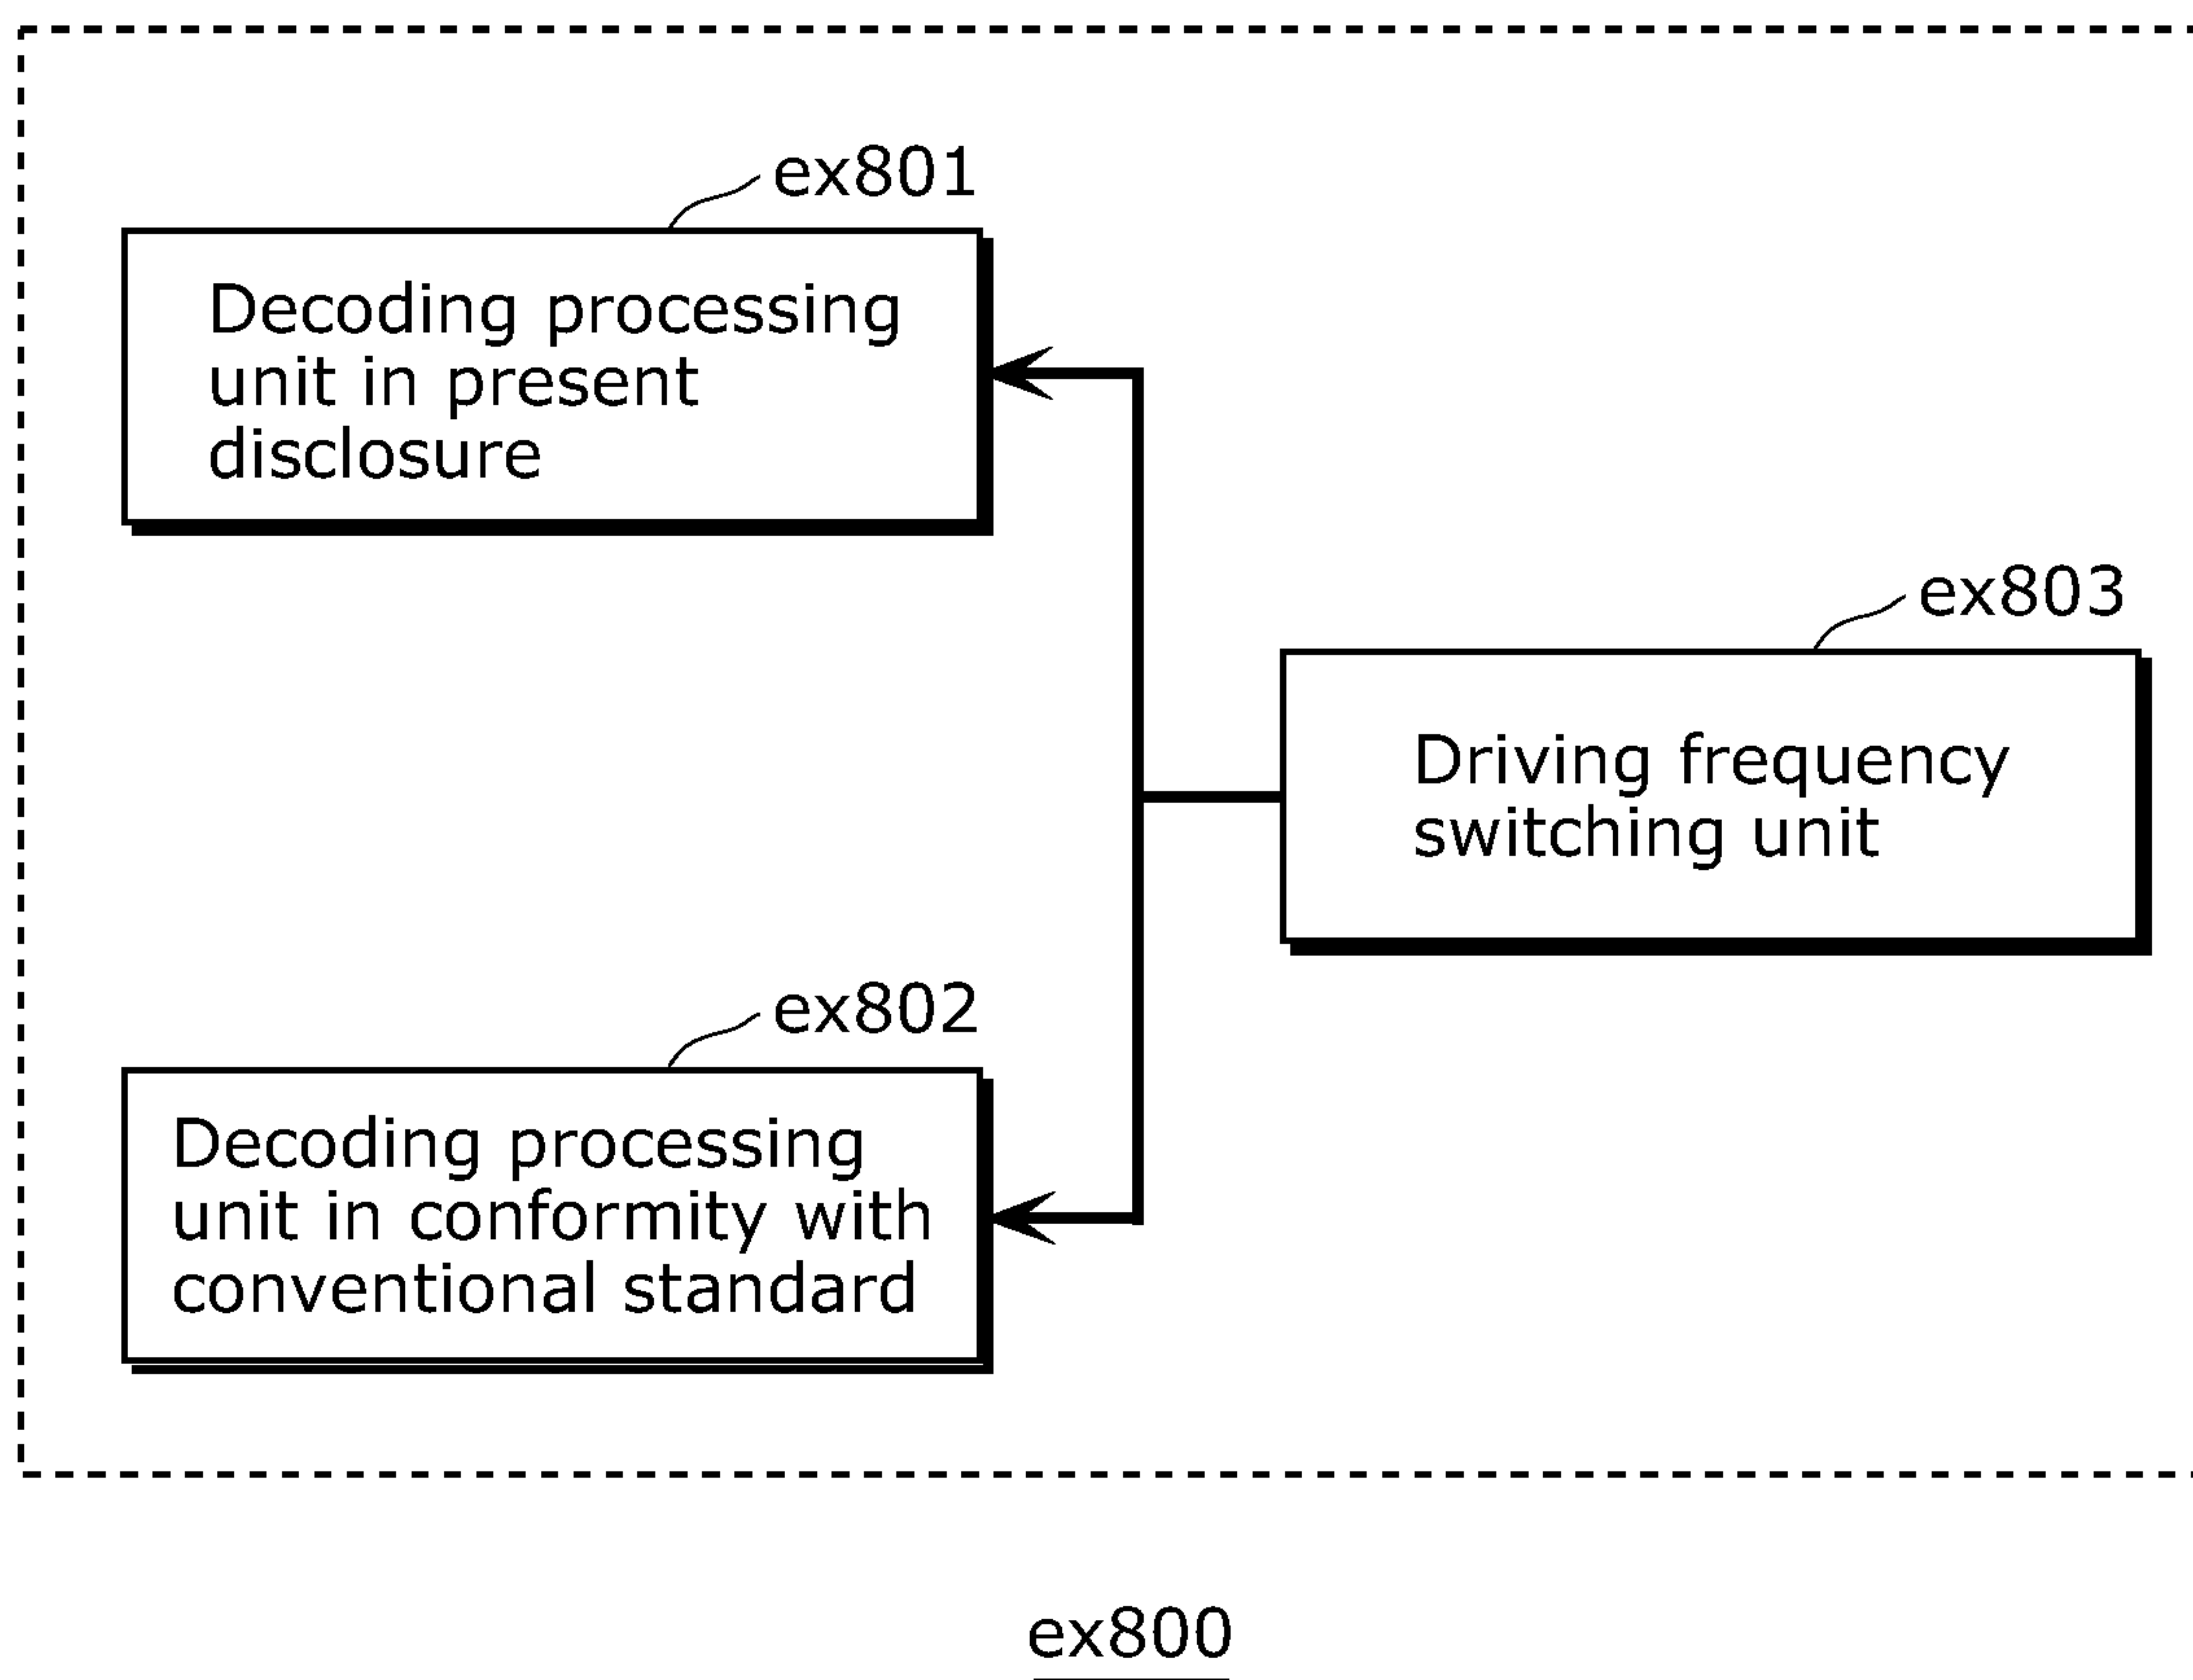 ex801
Decoding processing
unit in present
disclosure
ex803
Driving frequency
switching unit
ex802
Decoding processing
unit in conformity with
conventional standard
ex800